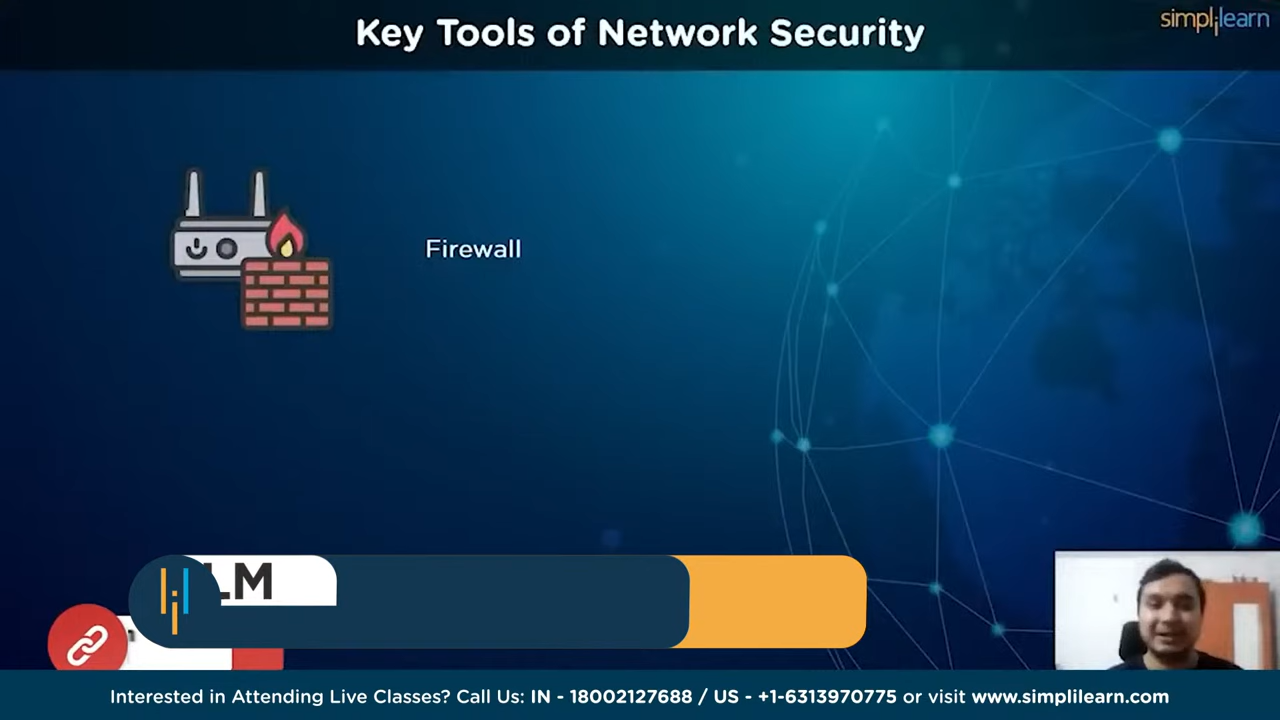 Key Tools of Network Security
simplilearn
Firewall
LM
Interested in Attending Live Classes? Call Us: IN - 18002127688 / US - +1-6313970775 or visit www.simplilearn.com